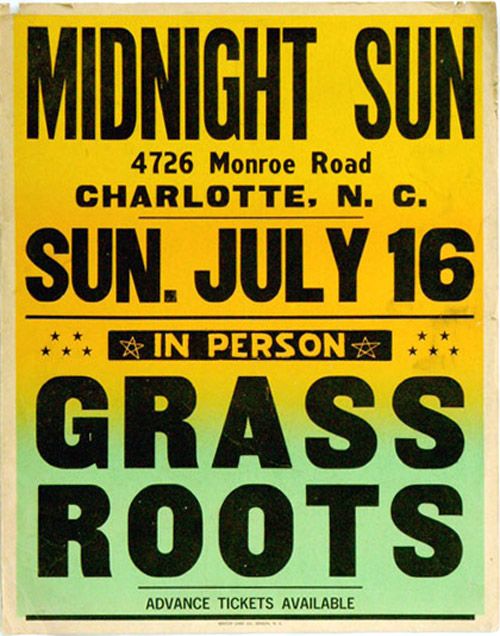 MIDNIGHT SUN
4726 Monroe Road
CHARLOTTE, N. C.
SUN. JULY 16
IN PERSON
GRASS
ROOTS
ADVANCE TICKETS AVAILABLE